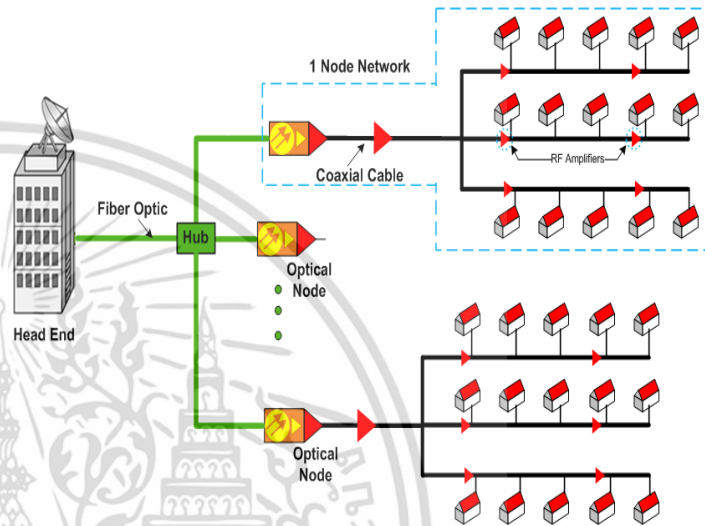 1 Node Network
RF Amplifiers
Coaxial Cable
Fiber Optic
Hub
Optical
Node
Head End
Optical
Node